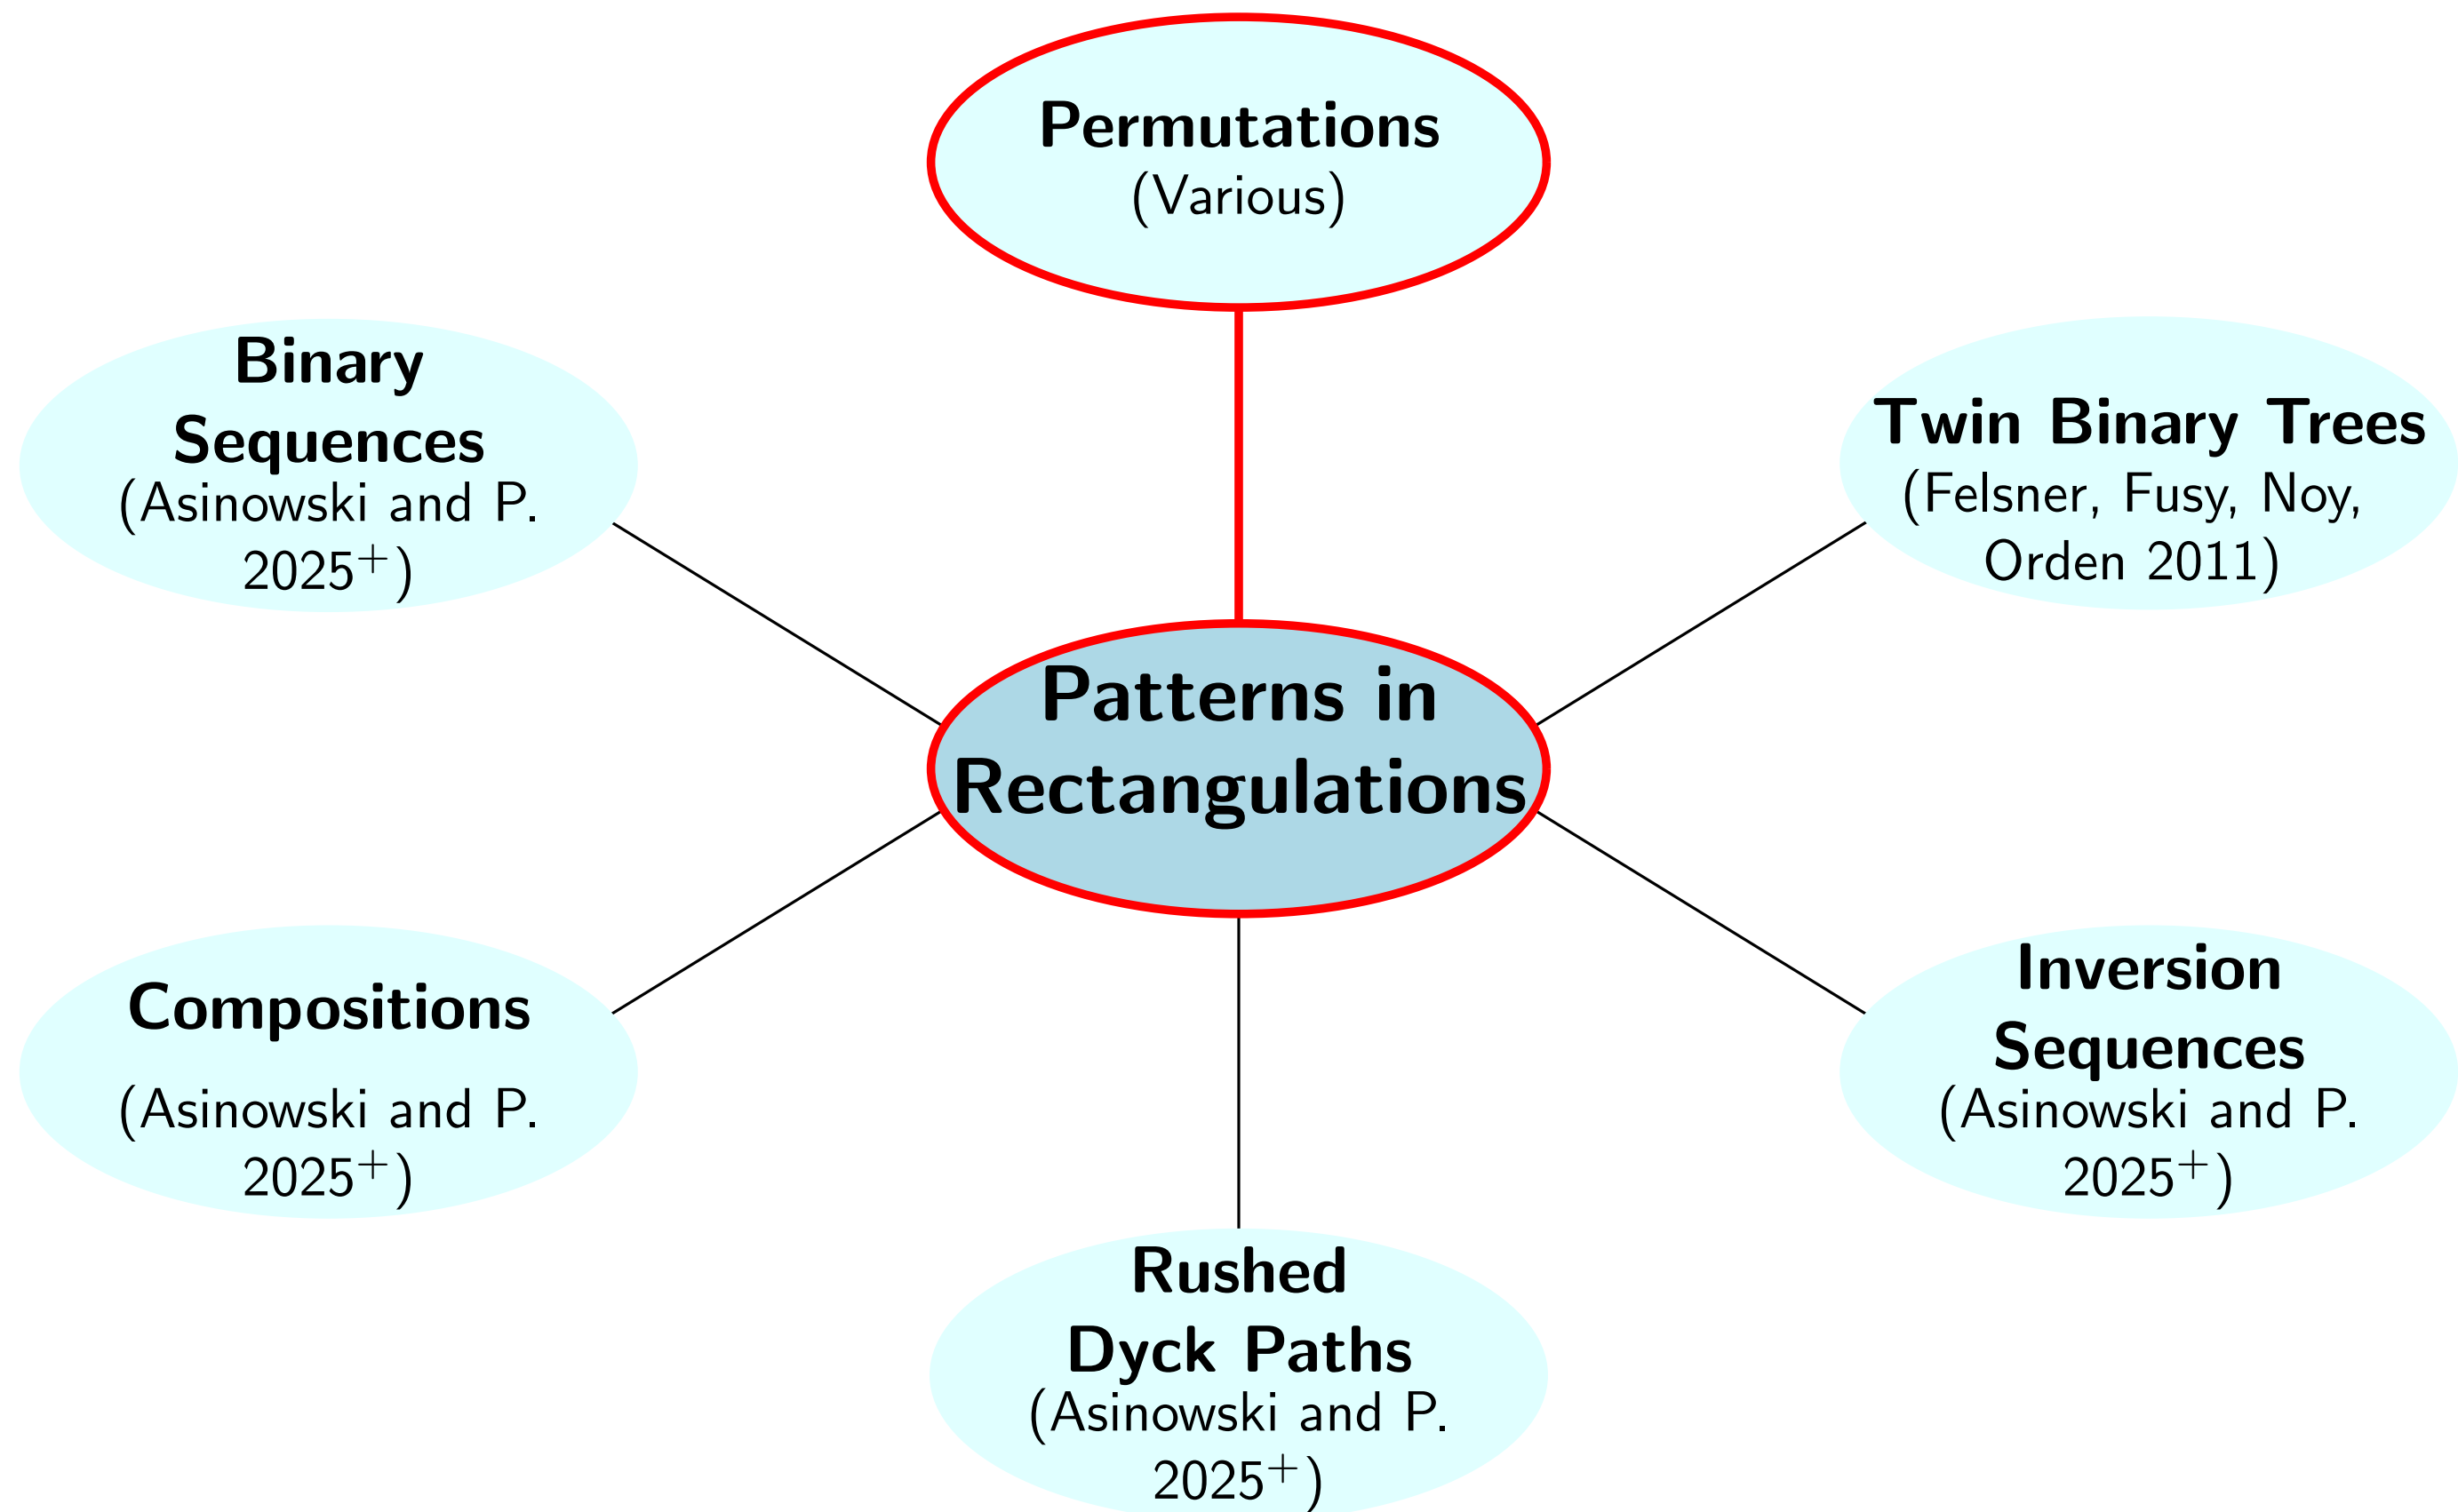 Permutations
(Various)
Binary
Sequences
(Asinowski and P.
2025⁺)
Twin Binary Trees
(Felsner, Fusy, Noy,
Orden 2011)
Patterns in
Rectangulations
Compositions
(Asinowski and P.
2025⁺)
Inversion
Sequences
(Asinowski and P.
2025⁺)
Rushed
Dyck Paths
(Asinowski and P.
2025⁺)